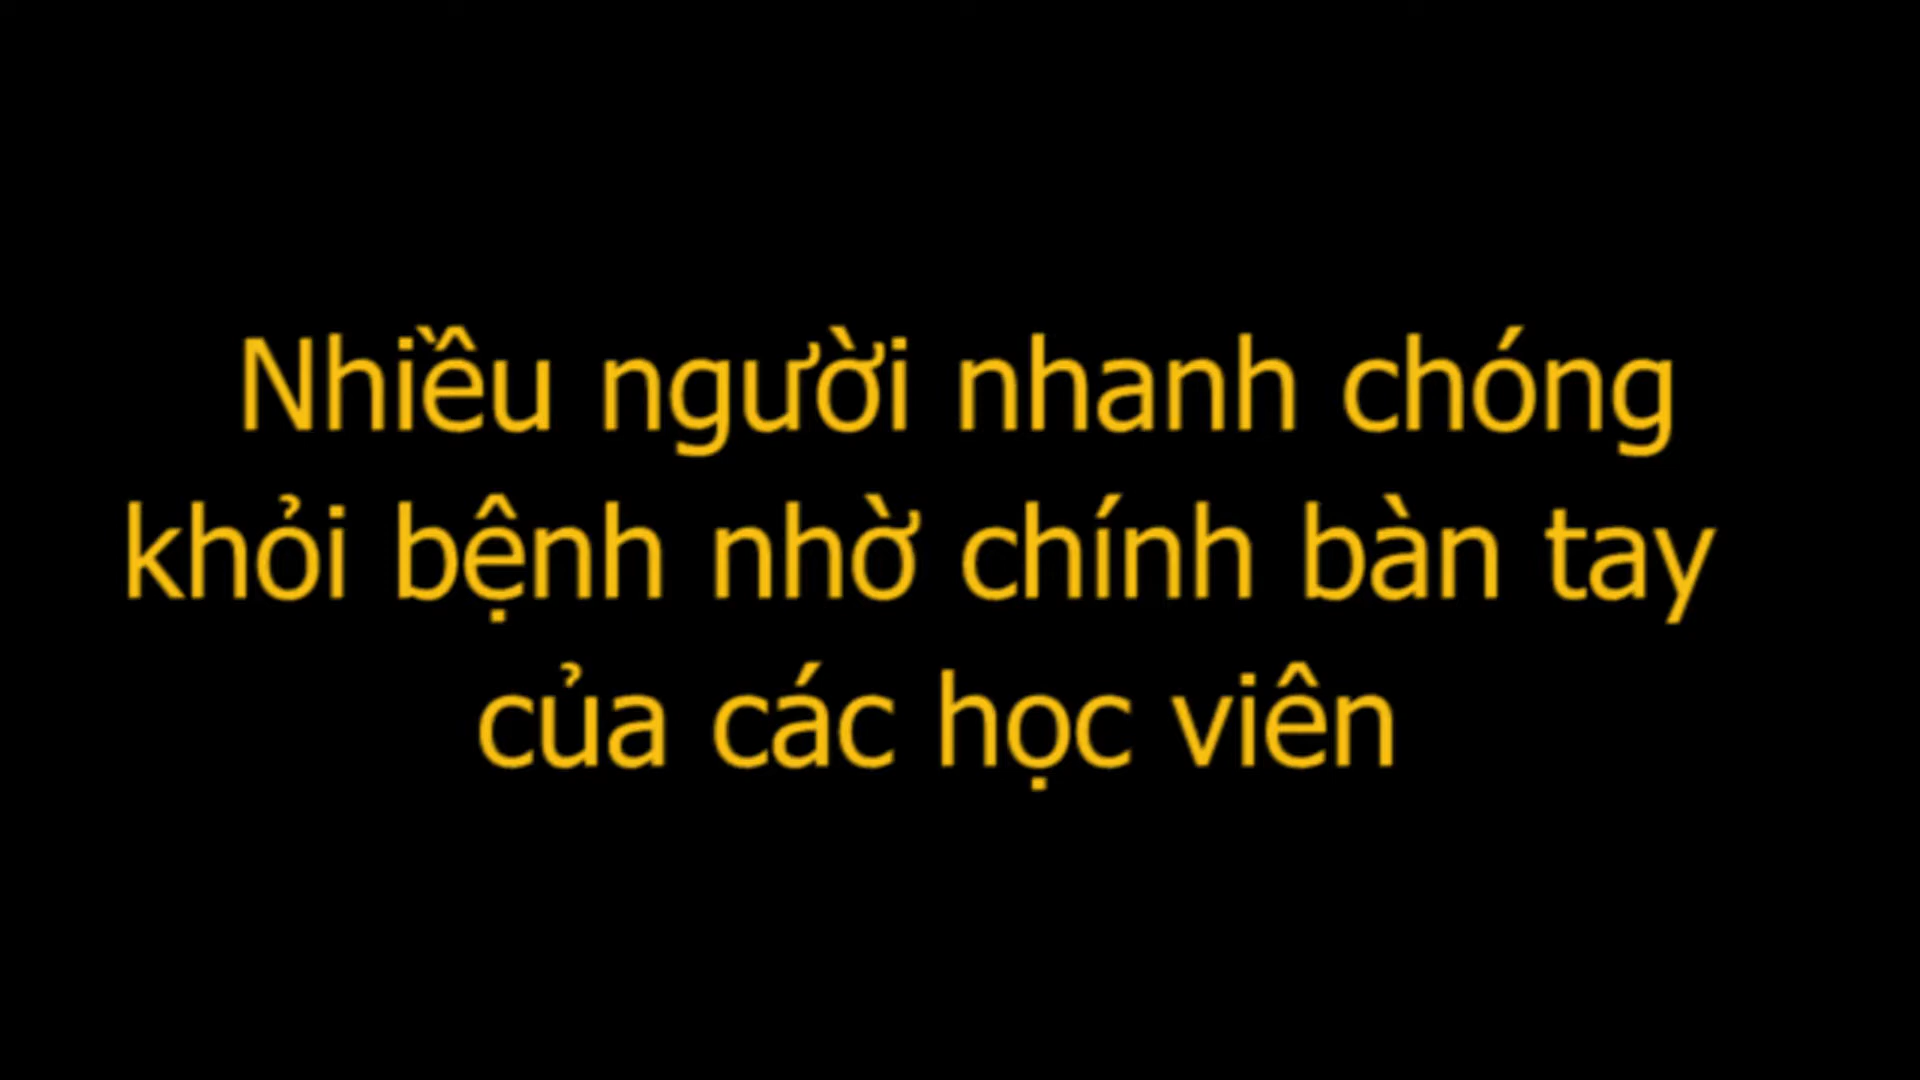 Nhiều người nhanh chóng
khỏi bệnh nhờ chính bàn tay
của các học viên